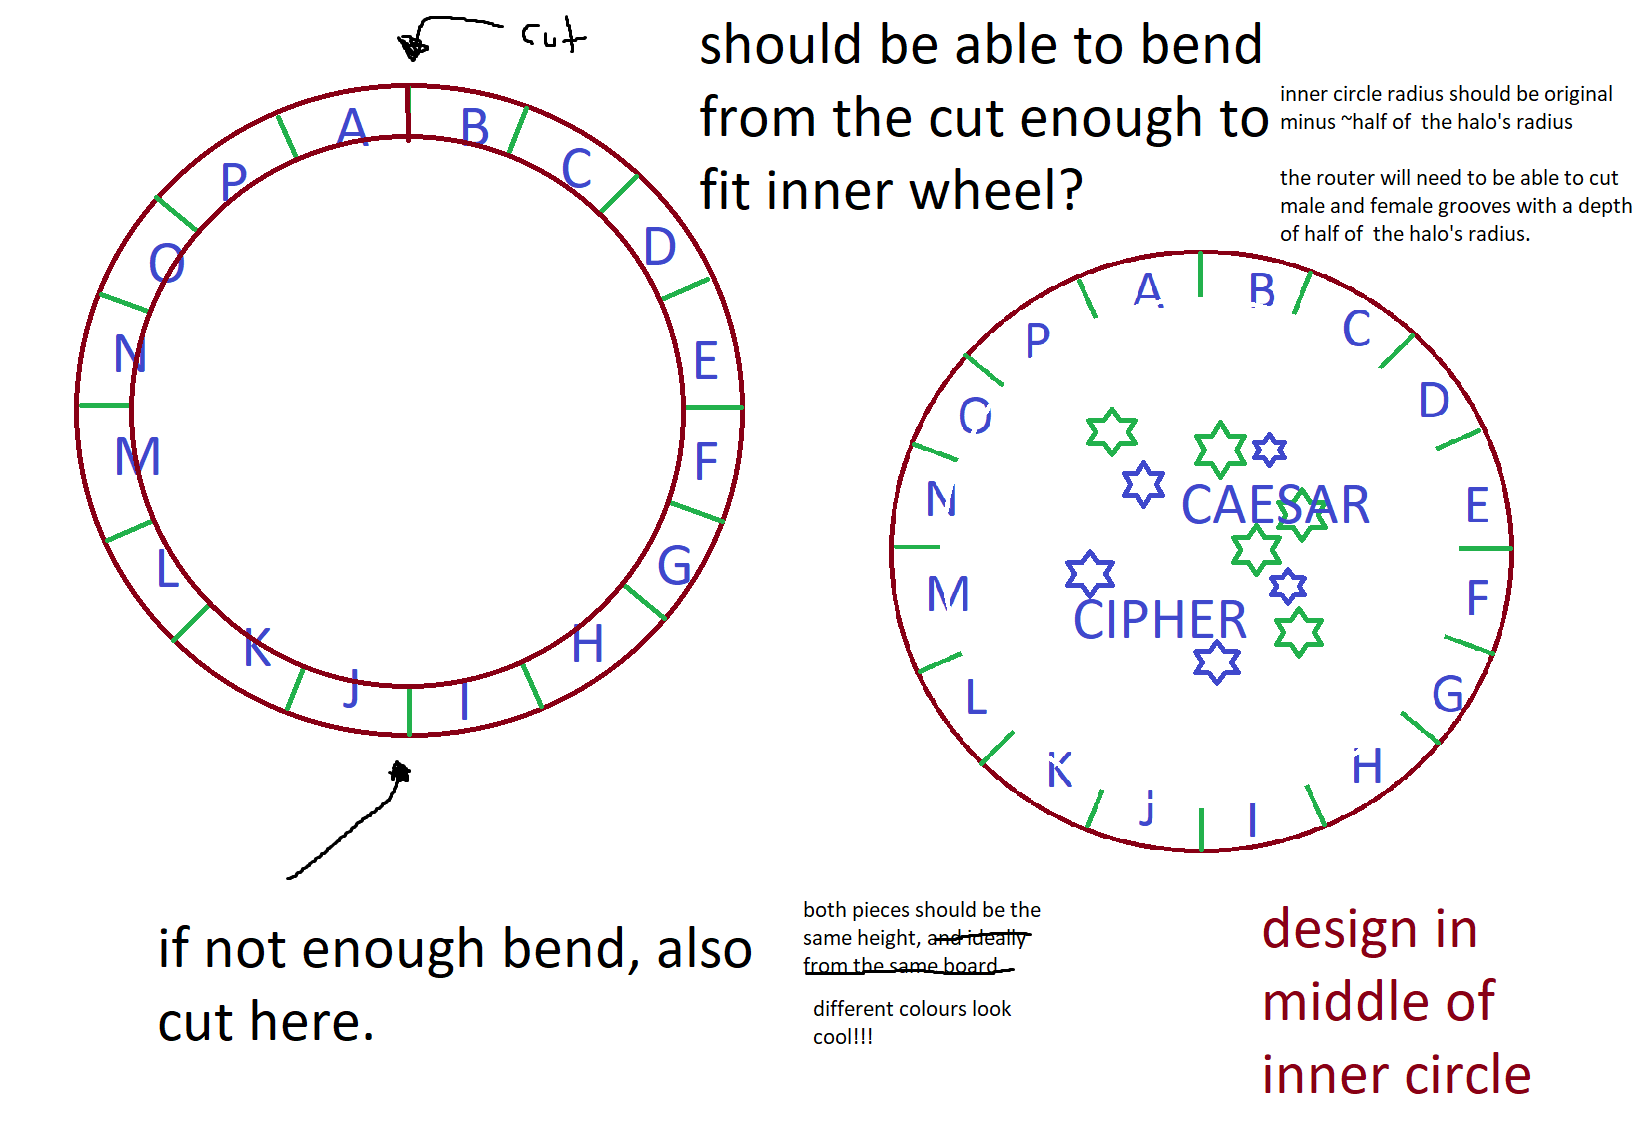 cut
should be able to bend
from the cut enough to
fit inner wheel?
inner circle radius should be original
minus ~half of the halo's radius
the router will need to be able to cut
male and female grooves with a depth
of half of the halo's radius.
A
B
C
D
E
F
G
H
I
J
K
L
M
N
O
P
A
B
C
D
E
F
G
H
I
j
K
L
M
N
O
P
CAESAR
CIPHER
if not enough bend, also
cut here.
both pieces should be the
same height, and ideally
from the same board
different colours look
cool!!!
design in
middle of
inner circle